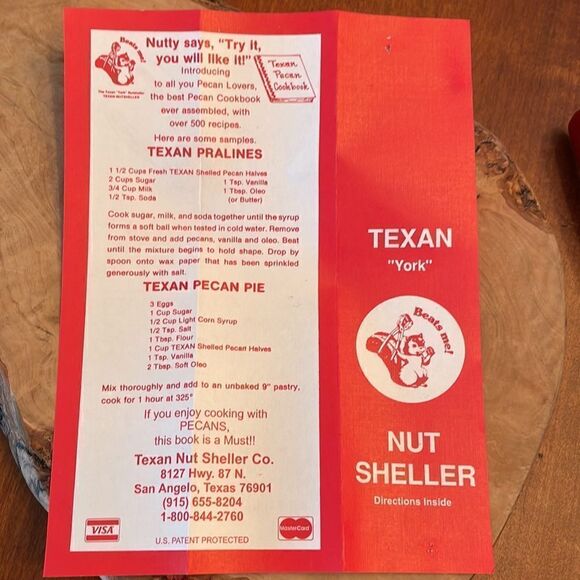 Beats me!
The Texan "York" Nutsheller
TEXAN NUTSHELLER
Nutty says, "Try it,
you will like it!"
Texan
Pecan
Cookbook
Introducing
to all you Pecan Lovers,
the best Pecan Cookbook
ever assembled, with
over 500 recipes.
Here are some samples.
TEXAN PRALINES
1 1/2 Cups Fresh TEXAN Shelled Pecan Halves
2 Cups Sugar 1 Tsp. Vanilla
3/4 Cup Milk 1 Tbsp. Oleo
1/2 Tsp. Soda (or Butter)
Cook sugar, milk, and soda together until the syrup
forms a soft ball when tested in cold water. Remove
from stove and add pecans, vanilla and oleo. Beat
until the mixture begins to hold shape. Drop by
spoon onto wax paper that has been sprinkled
generously with salt.
TEXAN PECAN PIE
3 Eggs
1 Cup Sugar
1/2 Cup Light Corn Syrup
1/2 Tsp. Salt
1 Tbsp. Flour
1 Cup TEXAN Shelled Pecan Halves
1 Tsp. Vanilla
2 Tbsp. Soft Oleo
Mix thoroughly and add to an unbaked 9" pastry,
cook for 1 hour at 325°
If you enjoy cooking with
PECANS,
this book is a Must!!
Texan Nut Sheller Co.
8127 Hwy. 87 N.
San Angelo, Texas 76901
(915) 655-8204
1-800-844-2760
VISA
MasterCard
U.S. PATENT PROTECTED
TEXAN
"York"
Beats me!
NUT
SHELLER
Directions Inside